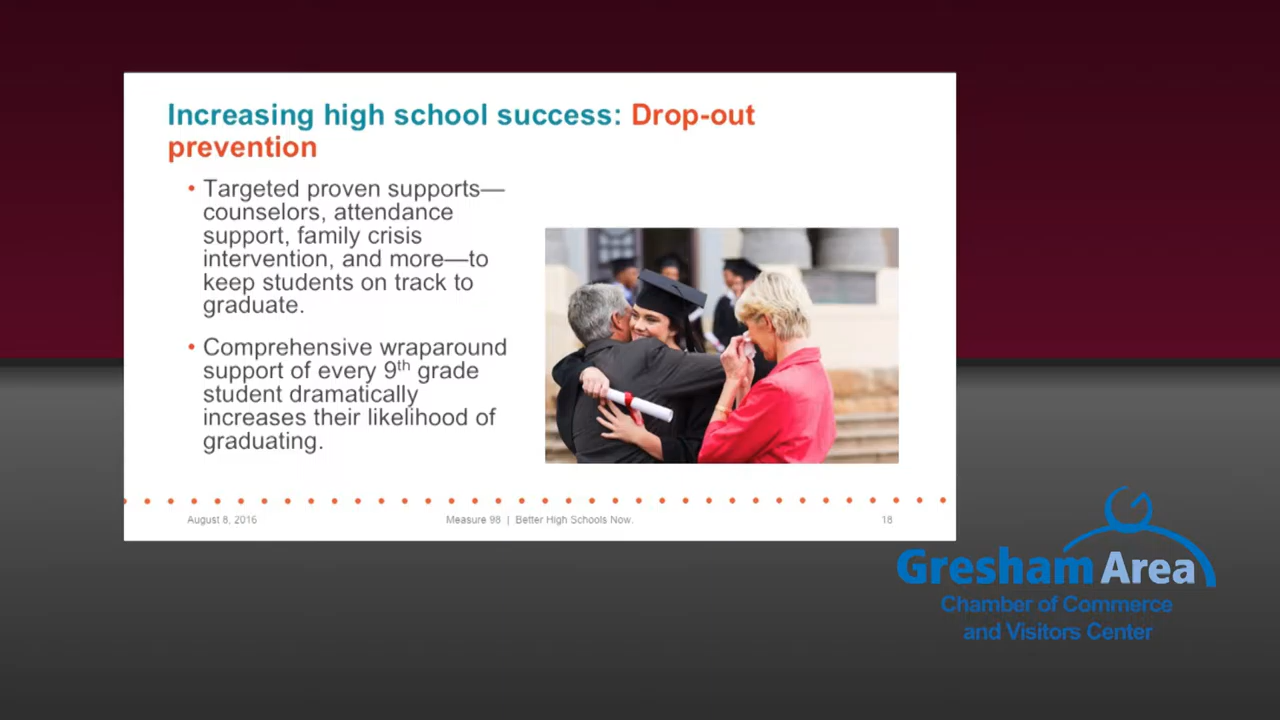 Increasing high school success: Drop-out
prevention
• Targeted proven supports—
counselors, attendance
support, family crisis
intervention, and more—to
keep students on track to
graduate.
• Comprehensive wraparound
support of every 9th grade
student dramatically
increases their likelihood of
graduating.
August 8, 2016
Measure 98 | Better High Schools Now.
18
Gresham Area
Chamber of Commerce
and Visitors Center